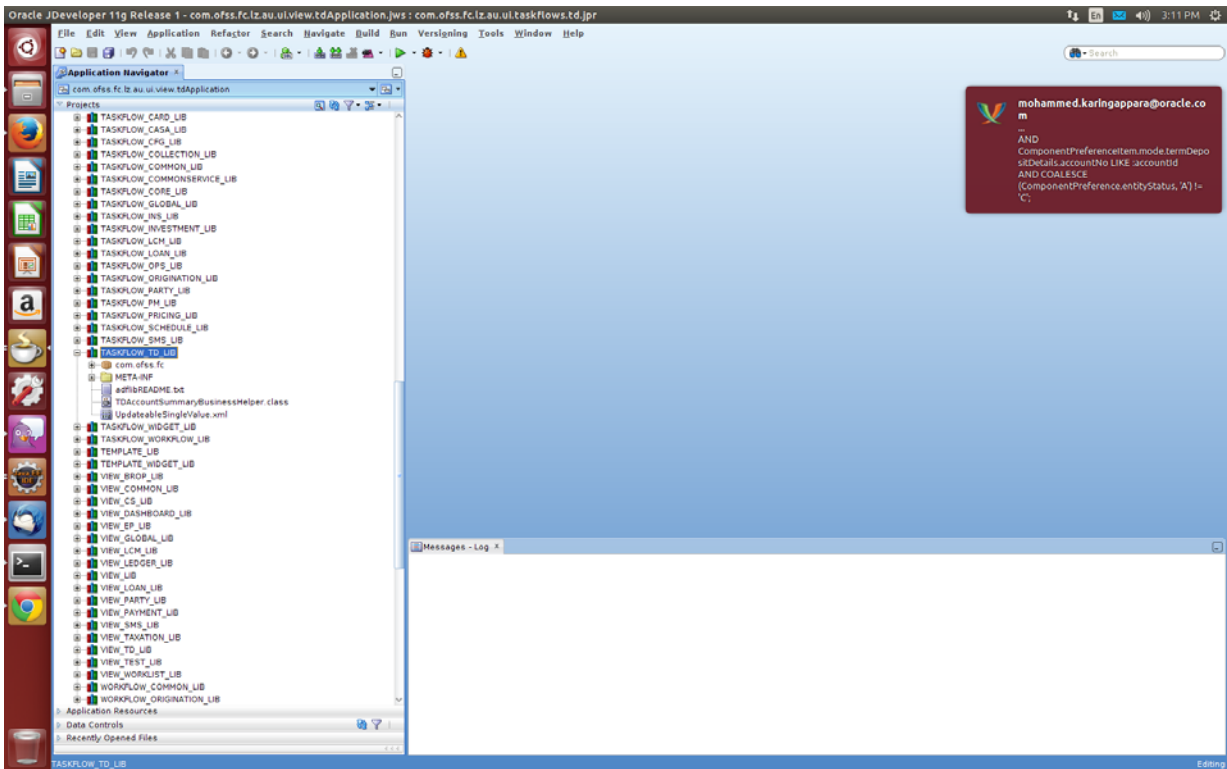 Oracle JDeveloper 11g Release 1 - com.ofss.fc.lz.au.ui.view.tdApplication.jws : com.ofss.fc.lz.au.ui.taskflows.td.jpr
En 3:11 PM
File Edit View Application Refactor Search Navigate Build Run Versioning Tools Window Help
Search
Application Navigator
com.ofss.fc.lz.au.ui.view.tdApplication
Projects
TASKFLOW_CARD_LIB
TASKFLOW_CASA_LIB
TASKFLOW_CFG_LIB
TASKFLOW_COLLECTION_LIB
TASKFLOW_COMMON_LIB
TASKFLOW_COMMONSERVICE_LIB
TASKFLOW_CORE_LIB
TASKFLOW_GLOBAL_LIB
TASKFLOW_INS_LIB
TASKFLOW_INVESTMENT_LIB
TASKFLOW_LCM_LIB
TASKFLOW_LOAN_LIB
TASKFLOW_OPS_LIB
TASKFLOW_ORIGINATION_LIB
TASKFLOW_PARTY_LIB
TASKFLOW_PM_LIB
TASKFLOW_PRICING_LIB
TASKFLOW_SCHEDULE_LIB
TASKFLOW_SMS_LIB
TASKFLOW_TD_LIB
com.ofss.fc
META-INF
adflibREADME.txt
TDAccountSummaryBusinessHelper.class
UpdateableSingleValue.xml
TASKFLOW_WIDGET_LIB
TASKFLOW_WORKFLOW_LIB
TEMPLATE_LIB
TEMPLATE_WIDGET_LIB
VIEW_BROP_LIB
VIEW_COMMON_LIB
VIEW_CS_LIB
VIEW_DASHBOARD_LIB
VIEW_EP_LIB
VIEW_GLOBAL_LIB
VIEW_LCM_LIB
VIEW_LEDGER_LIB
VIEW_LIB
VIEW_LOAN_LIB
VIEW_PARTY_LIB
VIEW_PAYMENT_LIB
VIEW_SMS_LIB
VIEW_TAXATION_LIB
VIEW_TD_LIB
VIEW_TEST_LIB
VIEW_WORKLIST_LIB
WORKFLOW_COMMON_LIB
WORKFLOW_ORIGINATION_LIB
Application Resources
Data Controls
Recently Opened Files
mohammed.karingappara@oracle.co
m
...
AND
ComponentPreferenceItem.mode.termDepo
sitDetails.accountNo LIKE :accountId
AND COALESCE
(ComponentPreference.entityStatus, 'A') !=
'C';
Messages - Log
TASKFLOW_TD_LIB
Editing